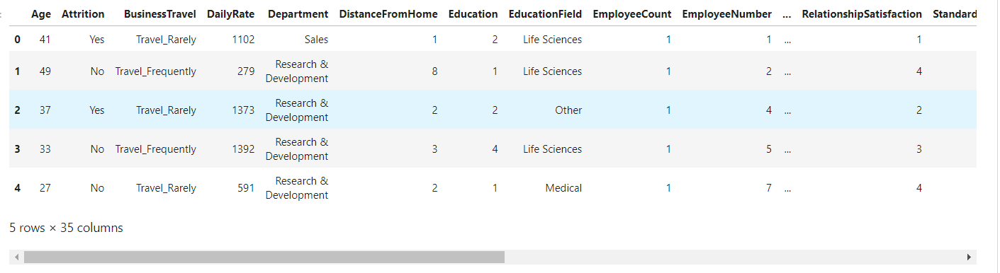 Age Attrition BusinessTravel DailyRate Department DistanceFromHome Education EducationField EmployeeCount EmployeeNumber ... RelationshipSatisfaction Standard
0 41 Yes Travel_Rarely 1102 Sales 1 2 Life Sciences 1 1 ... 1
1 49 No Travel_Frequently 279 Research & Development 8 1 Life Sciences 1 2 ... 4
2 37 Yes Travel_Rarely 1373 Research & Development 2 2 Other 1 4 ... 2
3 33 No Travel_Frequently 1392 Research & Development 3 4 Life Sciences 1 5 ... 3
4 27 No Travel_Rarely 591 Research & Development 2 1 Medical 1 7 ... 4
5 rows × 35 columns